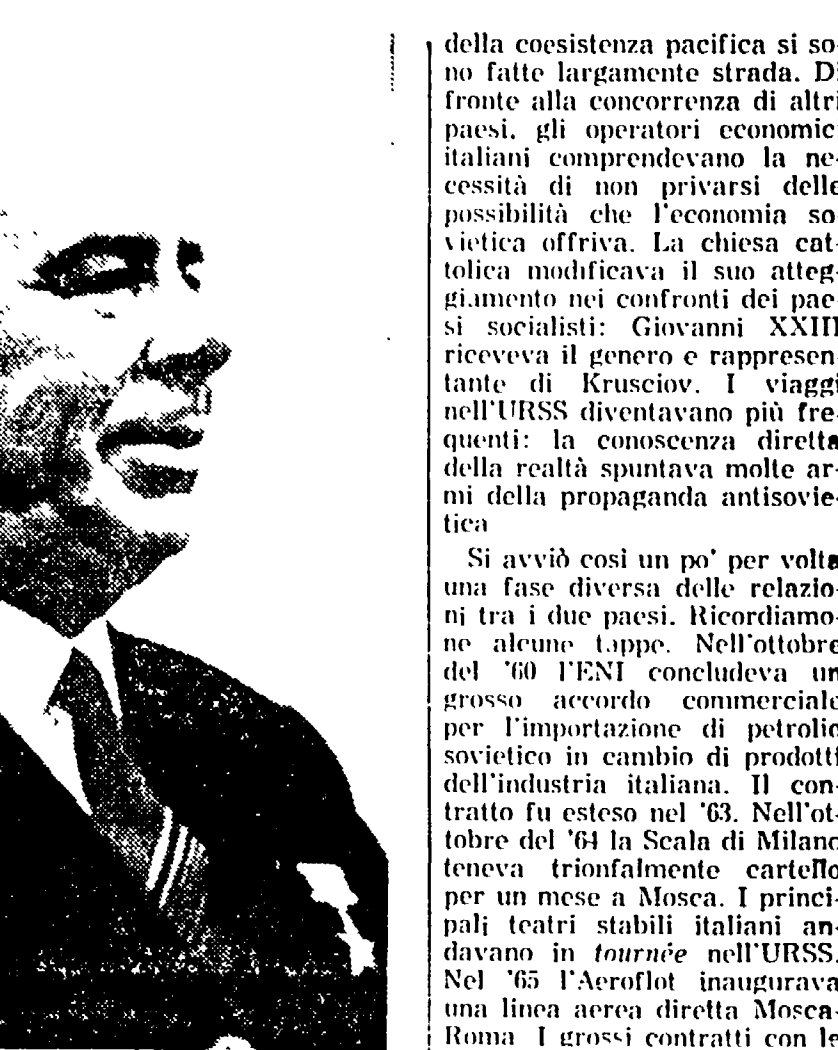 della coesistenza pacifica si so-
no fatte largamente strada. Di
fronte alla concorrenza di altri
paesi, gli operatori economic
italiani comprendevano la ne-
cessità di non privarsi delle
possibilità che l'economia so
vietica offriva. La chiesa cat-
tolica modificava il suo atteg-
giamento nei confronti dei pae
si socialisti: Giovanni XXIII
riceveva il genero e rappresen
tante di Krusciov. I viaggi
nell'URSS diventavano più fre-
quenti: la conoscenza diretta
della realtà spuntava molte ar-
mi della propaganda antisovie-
tica
Si avviò così un po' per volta
una fase diversa delle relazio-
ni tra i due paesi. Ricordiamo-
ne alcune tappe. Nell'ottobre
del '60 l'ENI concludeva un
grosso accordo commerciale
per l'importazione di petrolio
sovietico in cambio di prodotti
dell'industria italiana. Il con-
tratto fu esteso nel '63. Nell'ot-
tobre del '64 la Scala di Milano
teneva trionfalmente cartello
per un mese a Mosca. I princi-
pali teatri stabili italiani an-
davano in tournée nell'URSS.
Nel '65 l'Aeroflot inaugurava
una linea aerea diretta Mosca-
Roma I grossi contratti con le